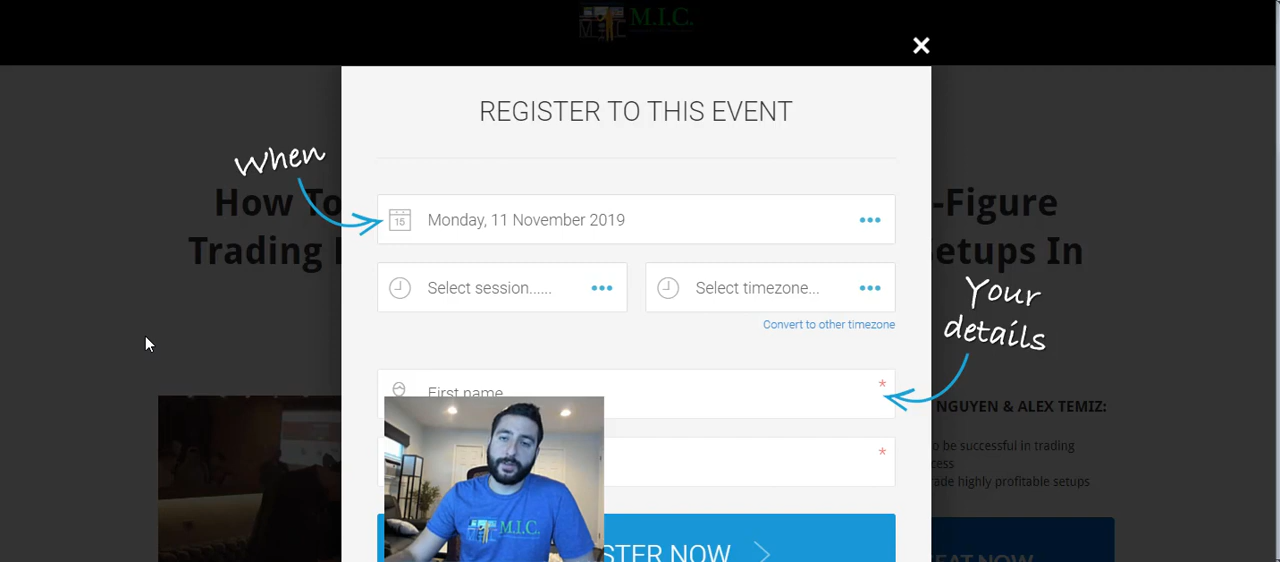 M.I.C.
REGISTER TO THIS EVENT
When
15
Monday, 11 November 2019
Select session......
Select timezone...
Convert to other timezone
Your
details
First name
*
*
STER NOW
How To
-Figure
Trading
etups In
NGUYEN & ALEX TEMIZ:
o be successful in trading
cess
rade highly profitable setups
EAT NOW
M.I.C.